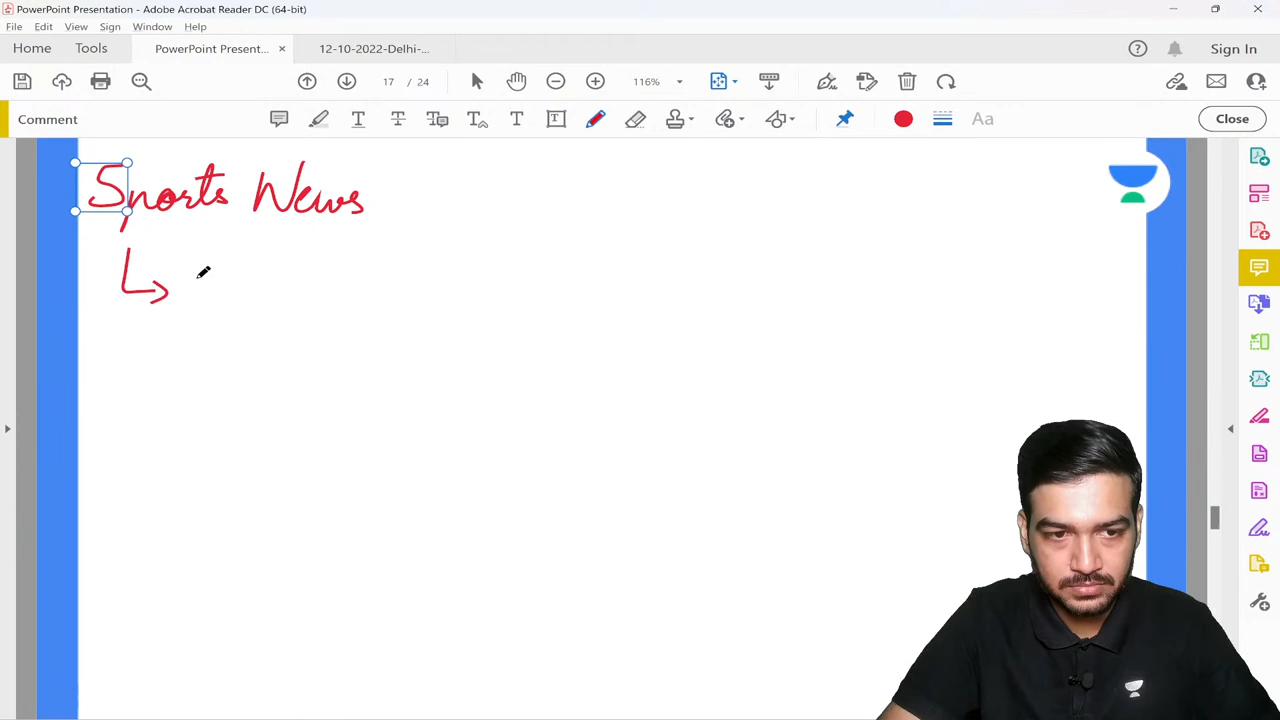 PowerPoint Presentation - Adobe Acrobat Reader DC (64-bit)
File Edit View Sign Window Help
Home Tools PowerPoint Present... × 12-10-2022-Delhi-... Sign In
17 / 24 116%
Comment Aa Close
Sports News